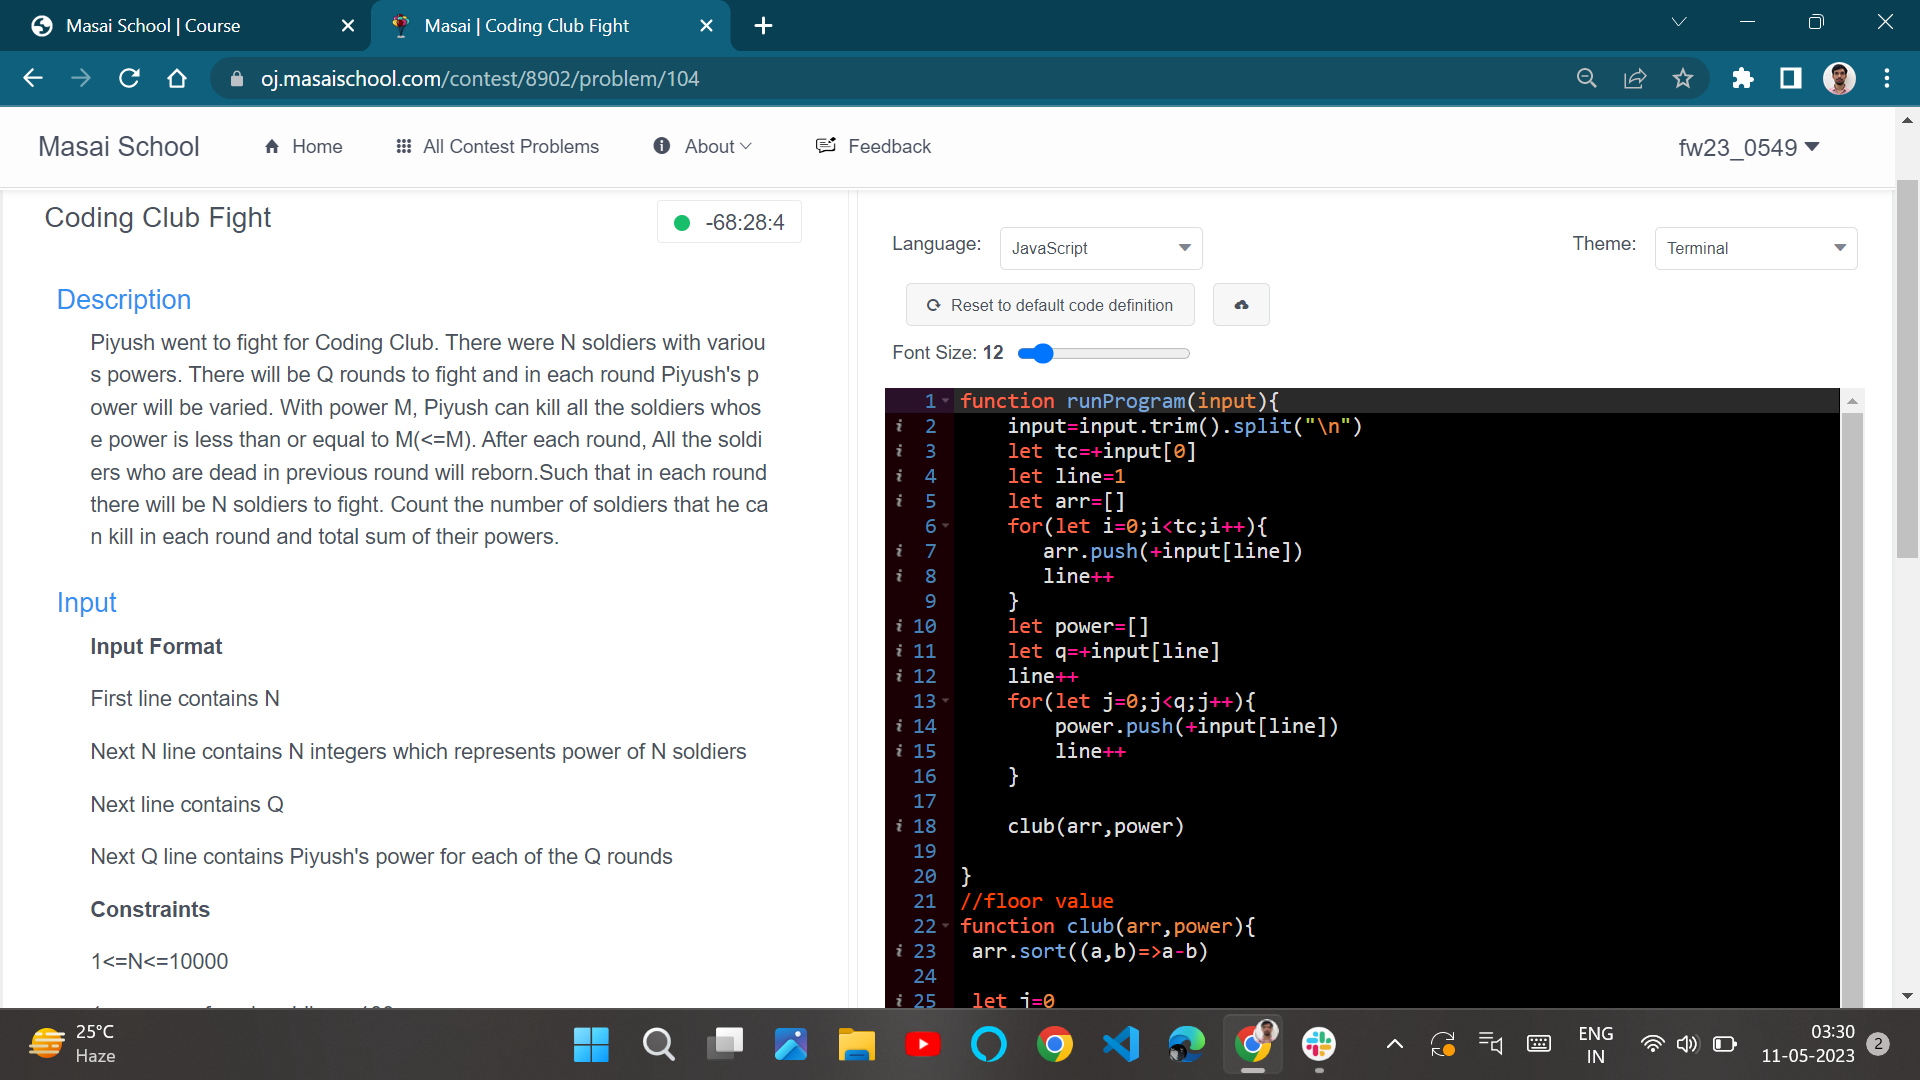 Masai School | Course
Masai | Coding Club Fight
oj.masaischool.com/contest/8902/problem/104
Masai School
Home
All Contest Problems
About
Feedback
fw23_0549
Coding Club Fight
-68:28:4
Description
Piyush went to fight for Coding Club. There were N soldiers with variou
s powers. There will be Q rounds to fight and in each round Piyush's p
ower will be varied. With power M, Piyush can kill all the soldiers whos
e power is less than or equal to M(<=M). After each round, All the soldi
ers who are dead in previous round will reborn.Such that in each round
there will be N soldiers to fight. Count the number of soldiers that he ca
n kill in each round and total sum of their powers.
Input
Input Format
First line contains N
Next N line contains N integers which represents power of N soldiers
Next line contains Q
Next Q line contains Piyush's power for each of the Q rounds
Constraints
1<=N<=10000
Language:
JavaScript
Theme:
Terminal
Reset to default code definition
Font Size: 12
1 function runProgram(input){
2 input=input.trim().split("\n")
3 let tc=+input[0]
4 let line=1
5 let arr=[]
6 for(let i=0;i<tc;i++){
7 arr.push(+input[line])
8 line++
9 }
10 let power=[]
11 let q=+input[line]
12 line++
13 for(let j=0;j<q;j++){
14 power.push(+input[line])
15 line++
16 }
17
18 club(arr,power)
19
20 }
21 //floor value
22 function club(arr,power){
23 arr.sort((a,b)=>a-b)
24
25 let j=0
25°C
Haze
ENG
IN
03:30
11-05-2023
2